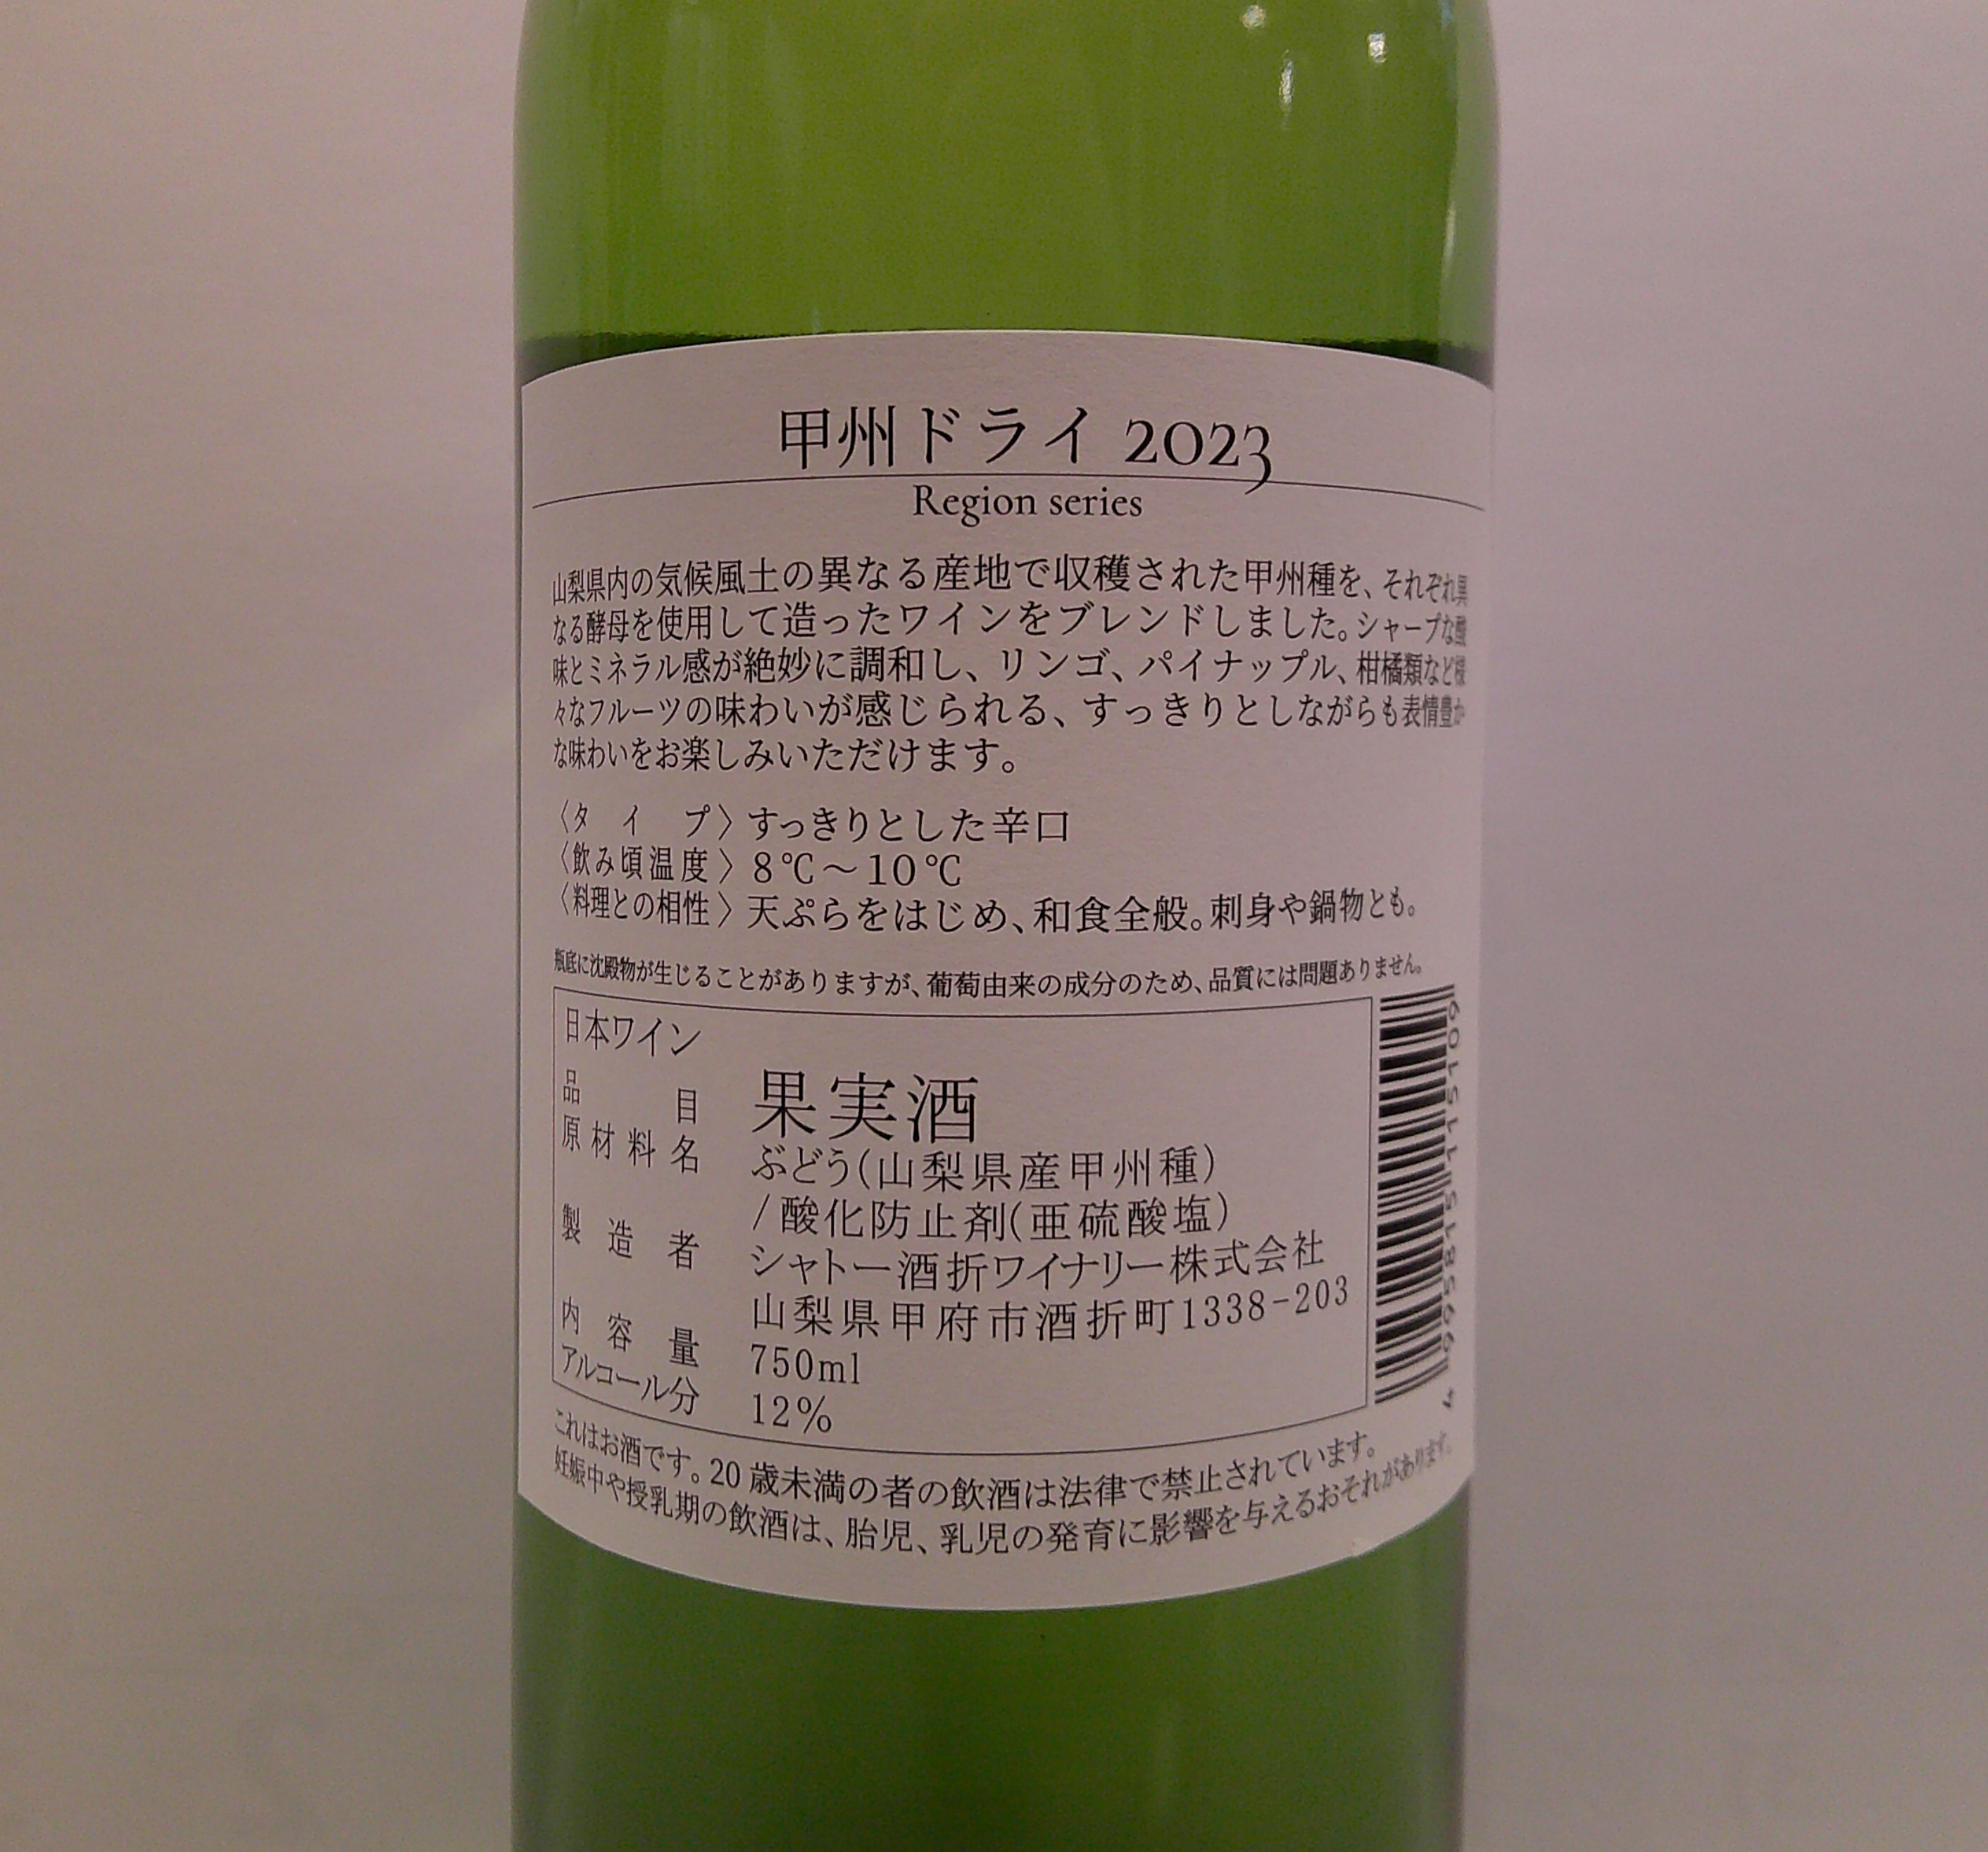 甲州ドライ 2023
Region series
山梨県内の気候風土の異なる産地で収穫された甲州種を、それぞれ異
なる酵母を使用して造ったワインをブレンドしました。シャープな酸
味とミネラル感が絶妙に調和し、リンゴ、パイナップル、柑橘類など様
々なフルーツの味わいが感じられる、すっきりとしながらも表情豊か
な味わいをお楽しみいただけます。
〈タイプ〉すっきりとした辛口
〈飲み頃温度〉8℃～10℃
〈料理との相性〉天ぷらをはじめ、和食全般。刺身や鍋物とも。
瓶底に沈殿物が生じることがありますが、葡萄由来の成分のため、品質には問題ありません。
日本ワイン
品目 果実酒
原材料名 ぶどう(山梨県産甲州種)
/酸化防止剤(亜硫酸塩)
製造者 シャトー酒折ワイナリー株式会社
山梨県甲府市酒折町1338-203
内容量 750ml
アルコール分 12%
これはお酒です。20歳未満の者の飲酒は法律で禁止されています。
妊娠中や授乳期の飲酒は、胎児、乳児の発育に影響を与えるおそれがあります。